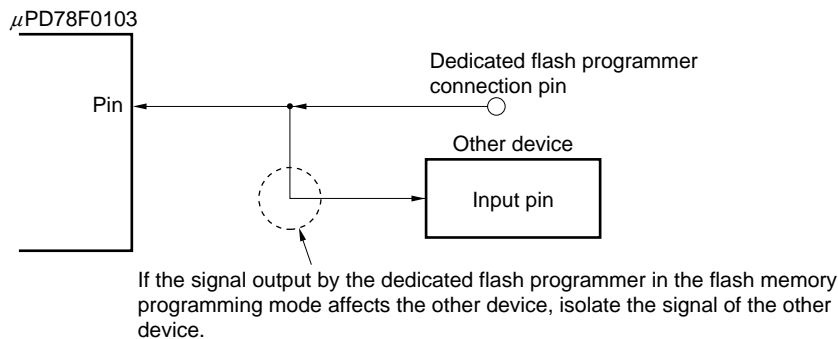 μPD78F0103
Dedicated flash programmer
connection pin
Pin
Other device
Input pin
If the signal output by the dedicated flash programmer in the flash memory
programming mode affects the other device, isolate the signal of the other
device.